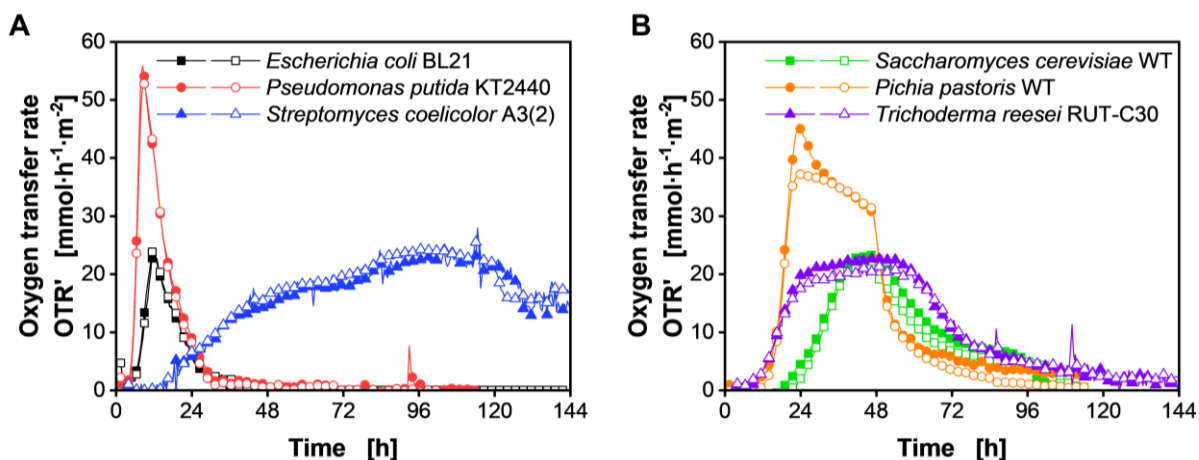 A
Oxygen transfer rate
OTR' [mmol·h⁻¹·m⁻²]
60
50
40
30
20
10
0
Escherichia coli BL21
Pseudomonas putida KT2440
Streptomyces coelicolor A3(2)
0 24 48 72 96 120 144
Time [h]
B
Oxygen transfer rate
OTR' [mmol·h⁻¹·m⁻²]
60
50
40
30
20
10
0
Saccharomyces cerevisiae WT
Pichia pastoris WT
Trichoderma reesei RUT-C30
0 24 48 72 96 120 144
Time [h]